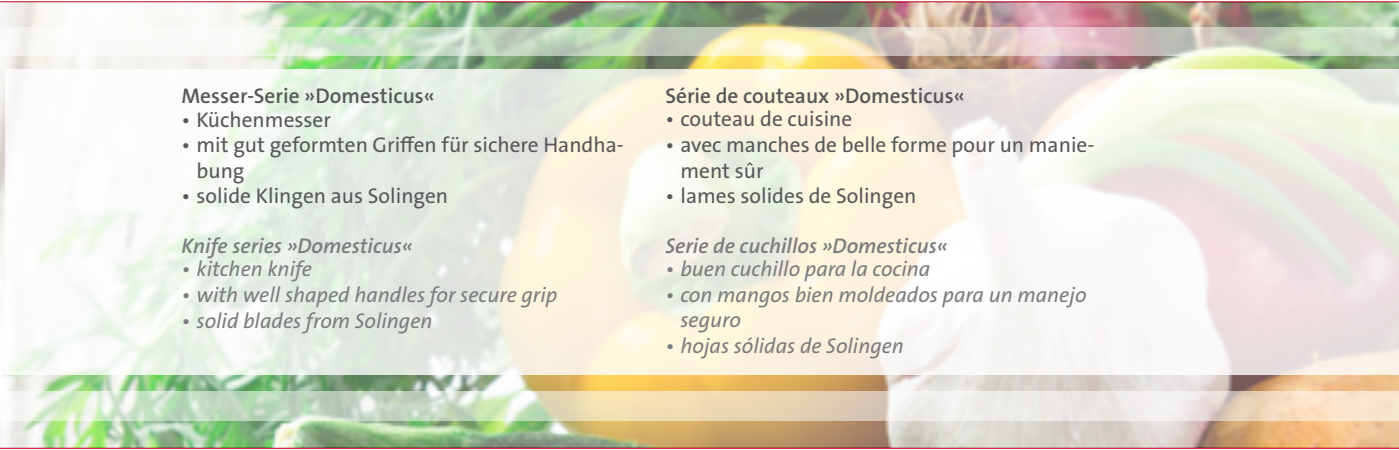 Messer-Serie »Domesticus«
• Küchenmesser
• mit gut geformten Griffen für sichere Handha-
bung
• solide Klingen aus Solingen
Knife series »Domesticus«
• kitchen knife
• with well shaped handles for secure grip
• solid blades from Solingen
Série de couteaux »Domesticus«
• couteau de cuisine
• avec manches de belle forme pour un manie-
ment sûr
• lames solides de Solingen
Serie de cuchillos »Domesticus«
• buen cuchillo para la cocina
• con mangos bien moldeados para un manejo
seguro
• hojas sólidas de Solingen